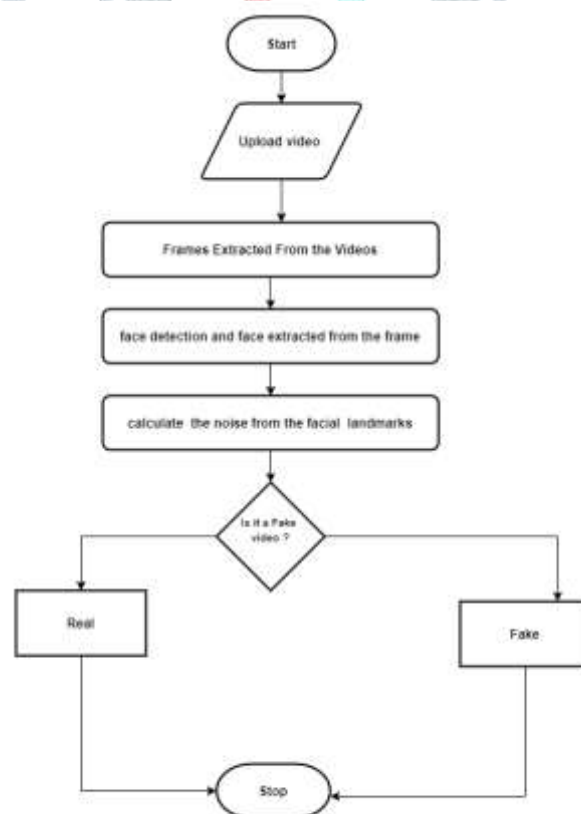 Start
Upload video
Frames Extracted From the Videos
face detection and face extracted from the frame
calculate the noise from the facial landmarks
Is it a Fake
video ?
Real
Fake
Stop